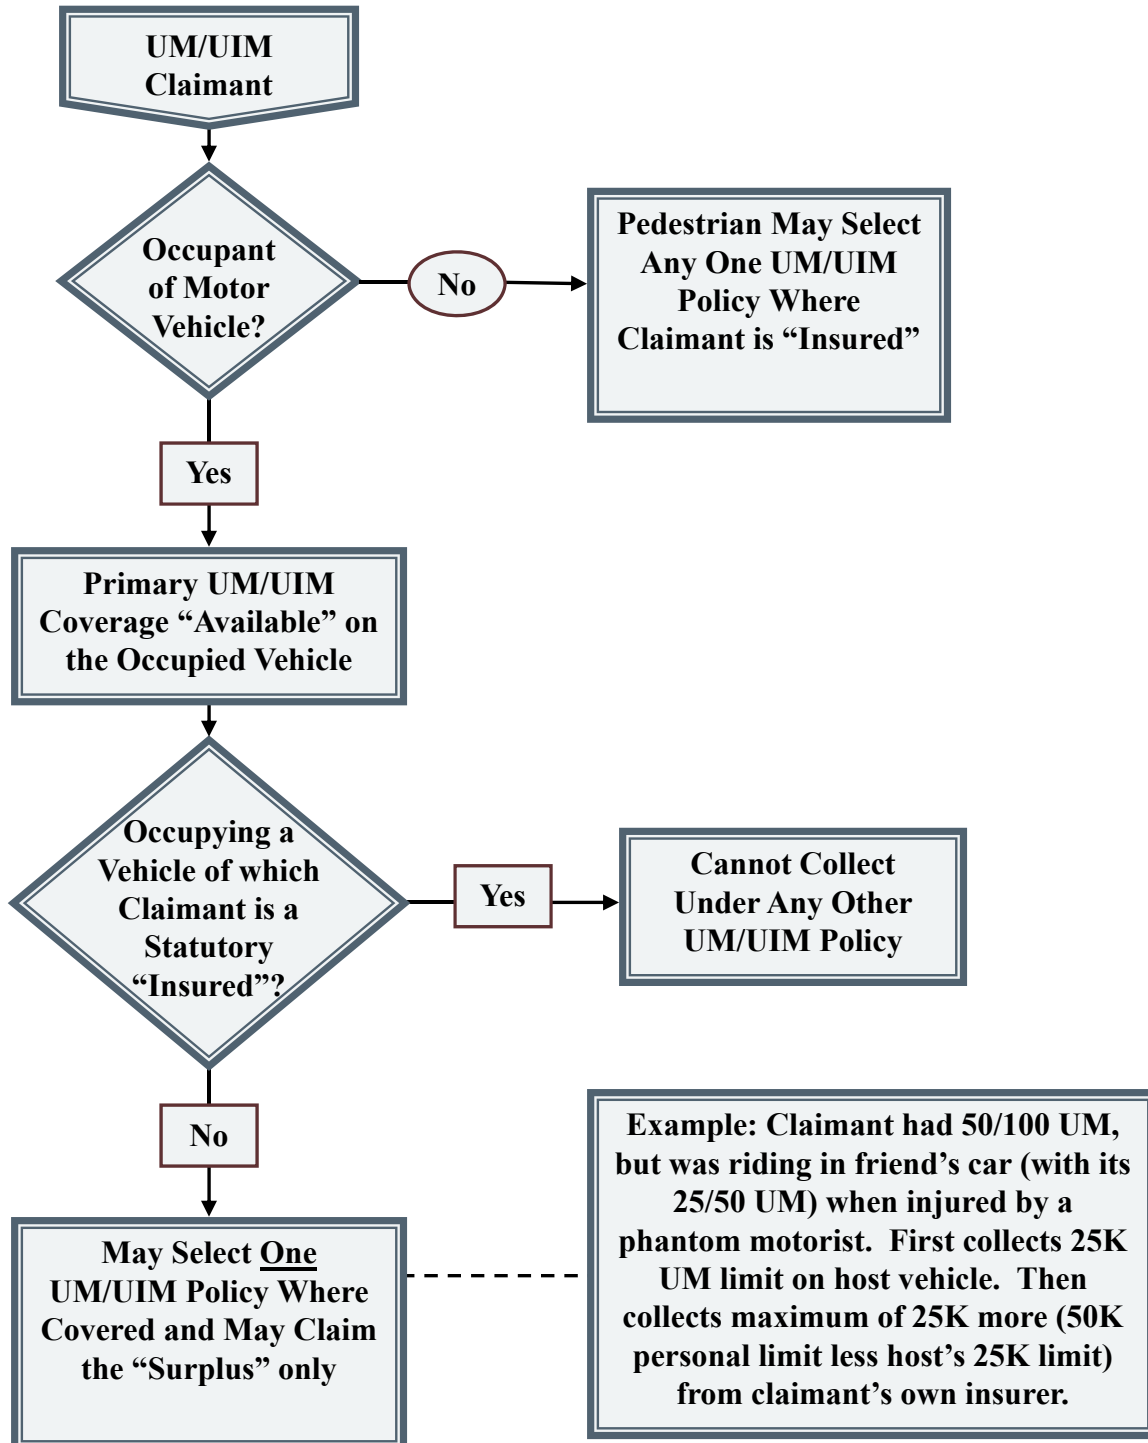 UM/UIM
Claimant
Occupant
of Motor
Vehicle?
No
Pedestrian May Select
Any One UM/UIM
Policy Where
Claimant is “Insured”
Yes
Primary UM/UIM
Coverage “Available” on
the Occupied Vehicle
Occupying a
Vehicle of which
Claimant is a
Statutory
“Insured”?
Yes
Cannot Collect
Under Any Other
UM/UIM Policy
No
May Select One
UM/UIM Policy Where
Covered and May Claim
the “Surplus” only
Example: Claimant had 50/100 UM,
but was riding in friend’s car (with its
25/50 UM) when injured by a
phantom motorist.  First collects 25K
UM limit on host vehicle.  Then
collects maximum of 25K more (50K
personal limit less host’s 25K limit)
from claimant’s own insurer.